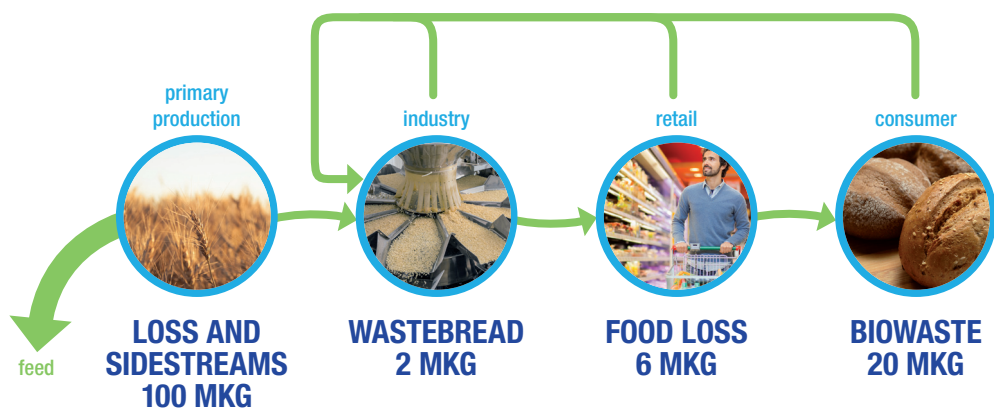 primary
production
industry
retail
consumer
feed
LOSS AND
SIDESTREAMS
100 MKG
WASTEBREAD
2 MKG
FOOD LOSS
6 MKG
BIOWASTE
20 MKG